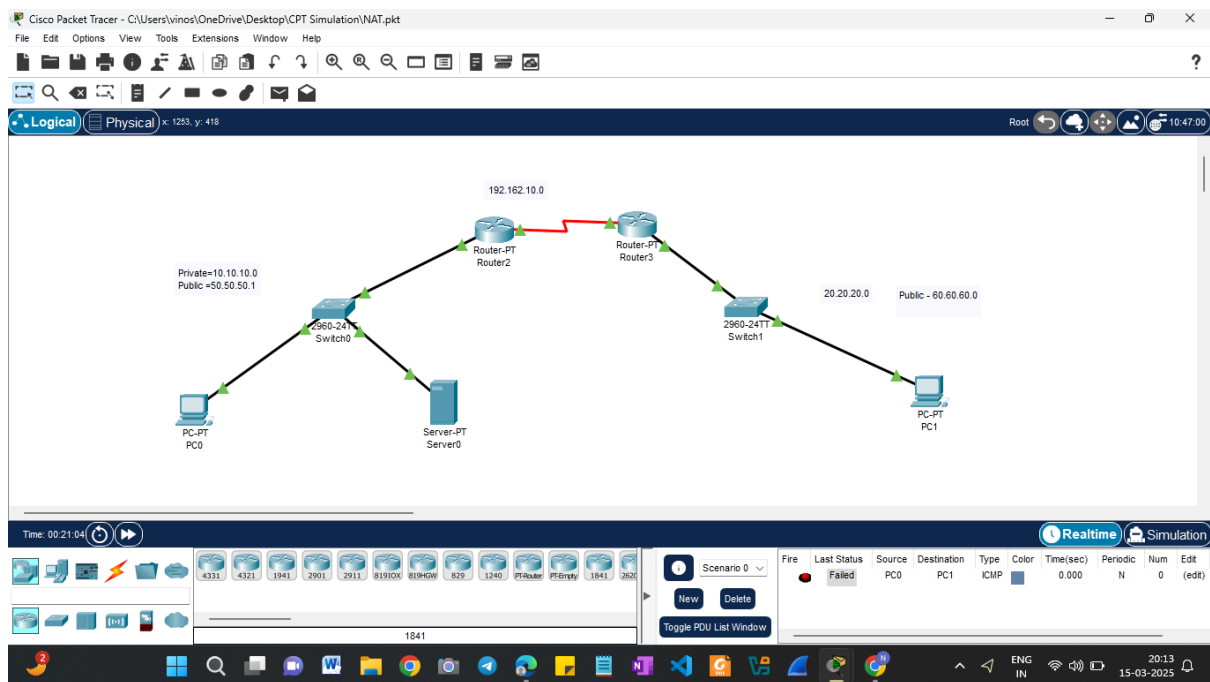 Cisco Packet Tracer - C:\Users\vinos\OneDrive\Desktop\CPT Simulation\NAT.pkt
File Edit Options View Tools Extensions Window Help
?
Logical Physical x: 1253, y: 418 Root 10:47:00
192.162.10.0
Router-PT
Router2
Router-PT
Router3
Private=10.10.10.0
Public =50.50.50.1
20.20.20.0 Public - 60.60.60.0
2960-24TT
Switch0
2960-24TT
Switch1
PC-PT
PC0
Server-PT
Server0
PC-PT
PC1
Time: 00:21:04 Realtime Simulation
4331 4321 1941 2901 2911 819IOX 819HGW 829 1240 PT-Router PT-Empty 1841 2620
1841
Scenario 0
New Delete
Toggle PDU List Window
Fire Last Status Source Destination Type Color Time(sec) Periodic Num Edit
Failed PC0 PC1 ICMP 0.000 N 0 (edit)
2
ENG
IN
20:13
15-03-2025